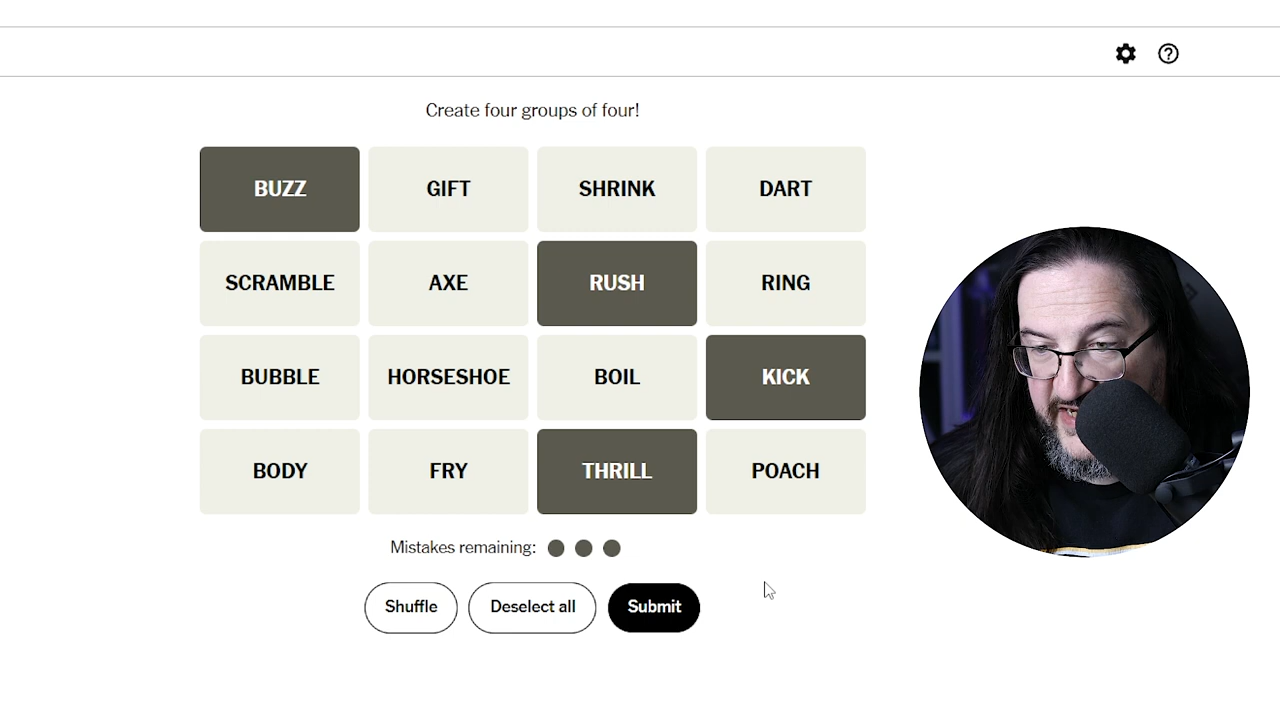 Create four groups of four!
BUZZ GIFT SHRINK DART
SCRAMBLE AXE RUSH RING
BUBBLE HORSESHOE BOIL KICK
BODY FRY THRILL POACH
Mistakes remaining:
Shuffle Deselect all Submit